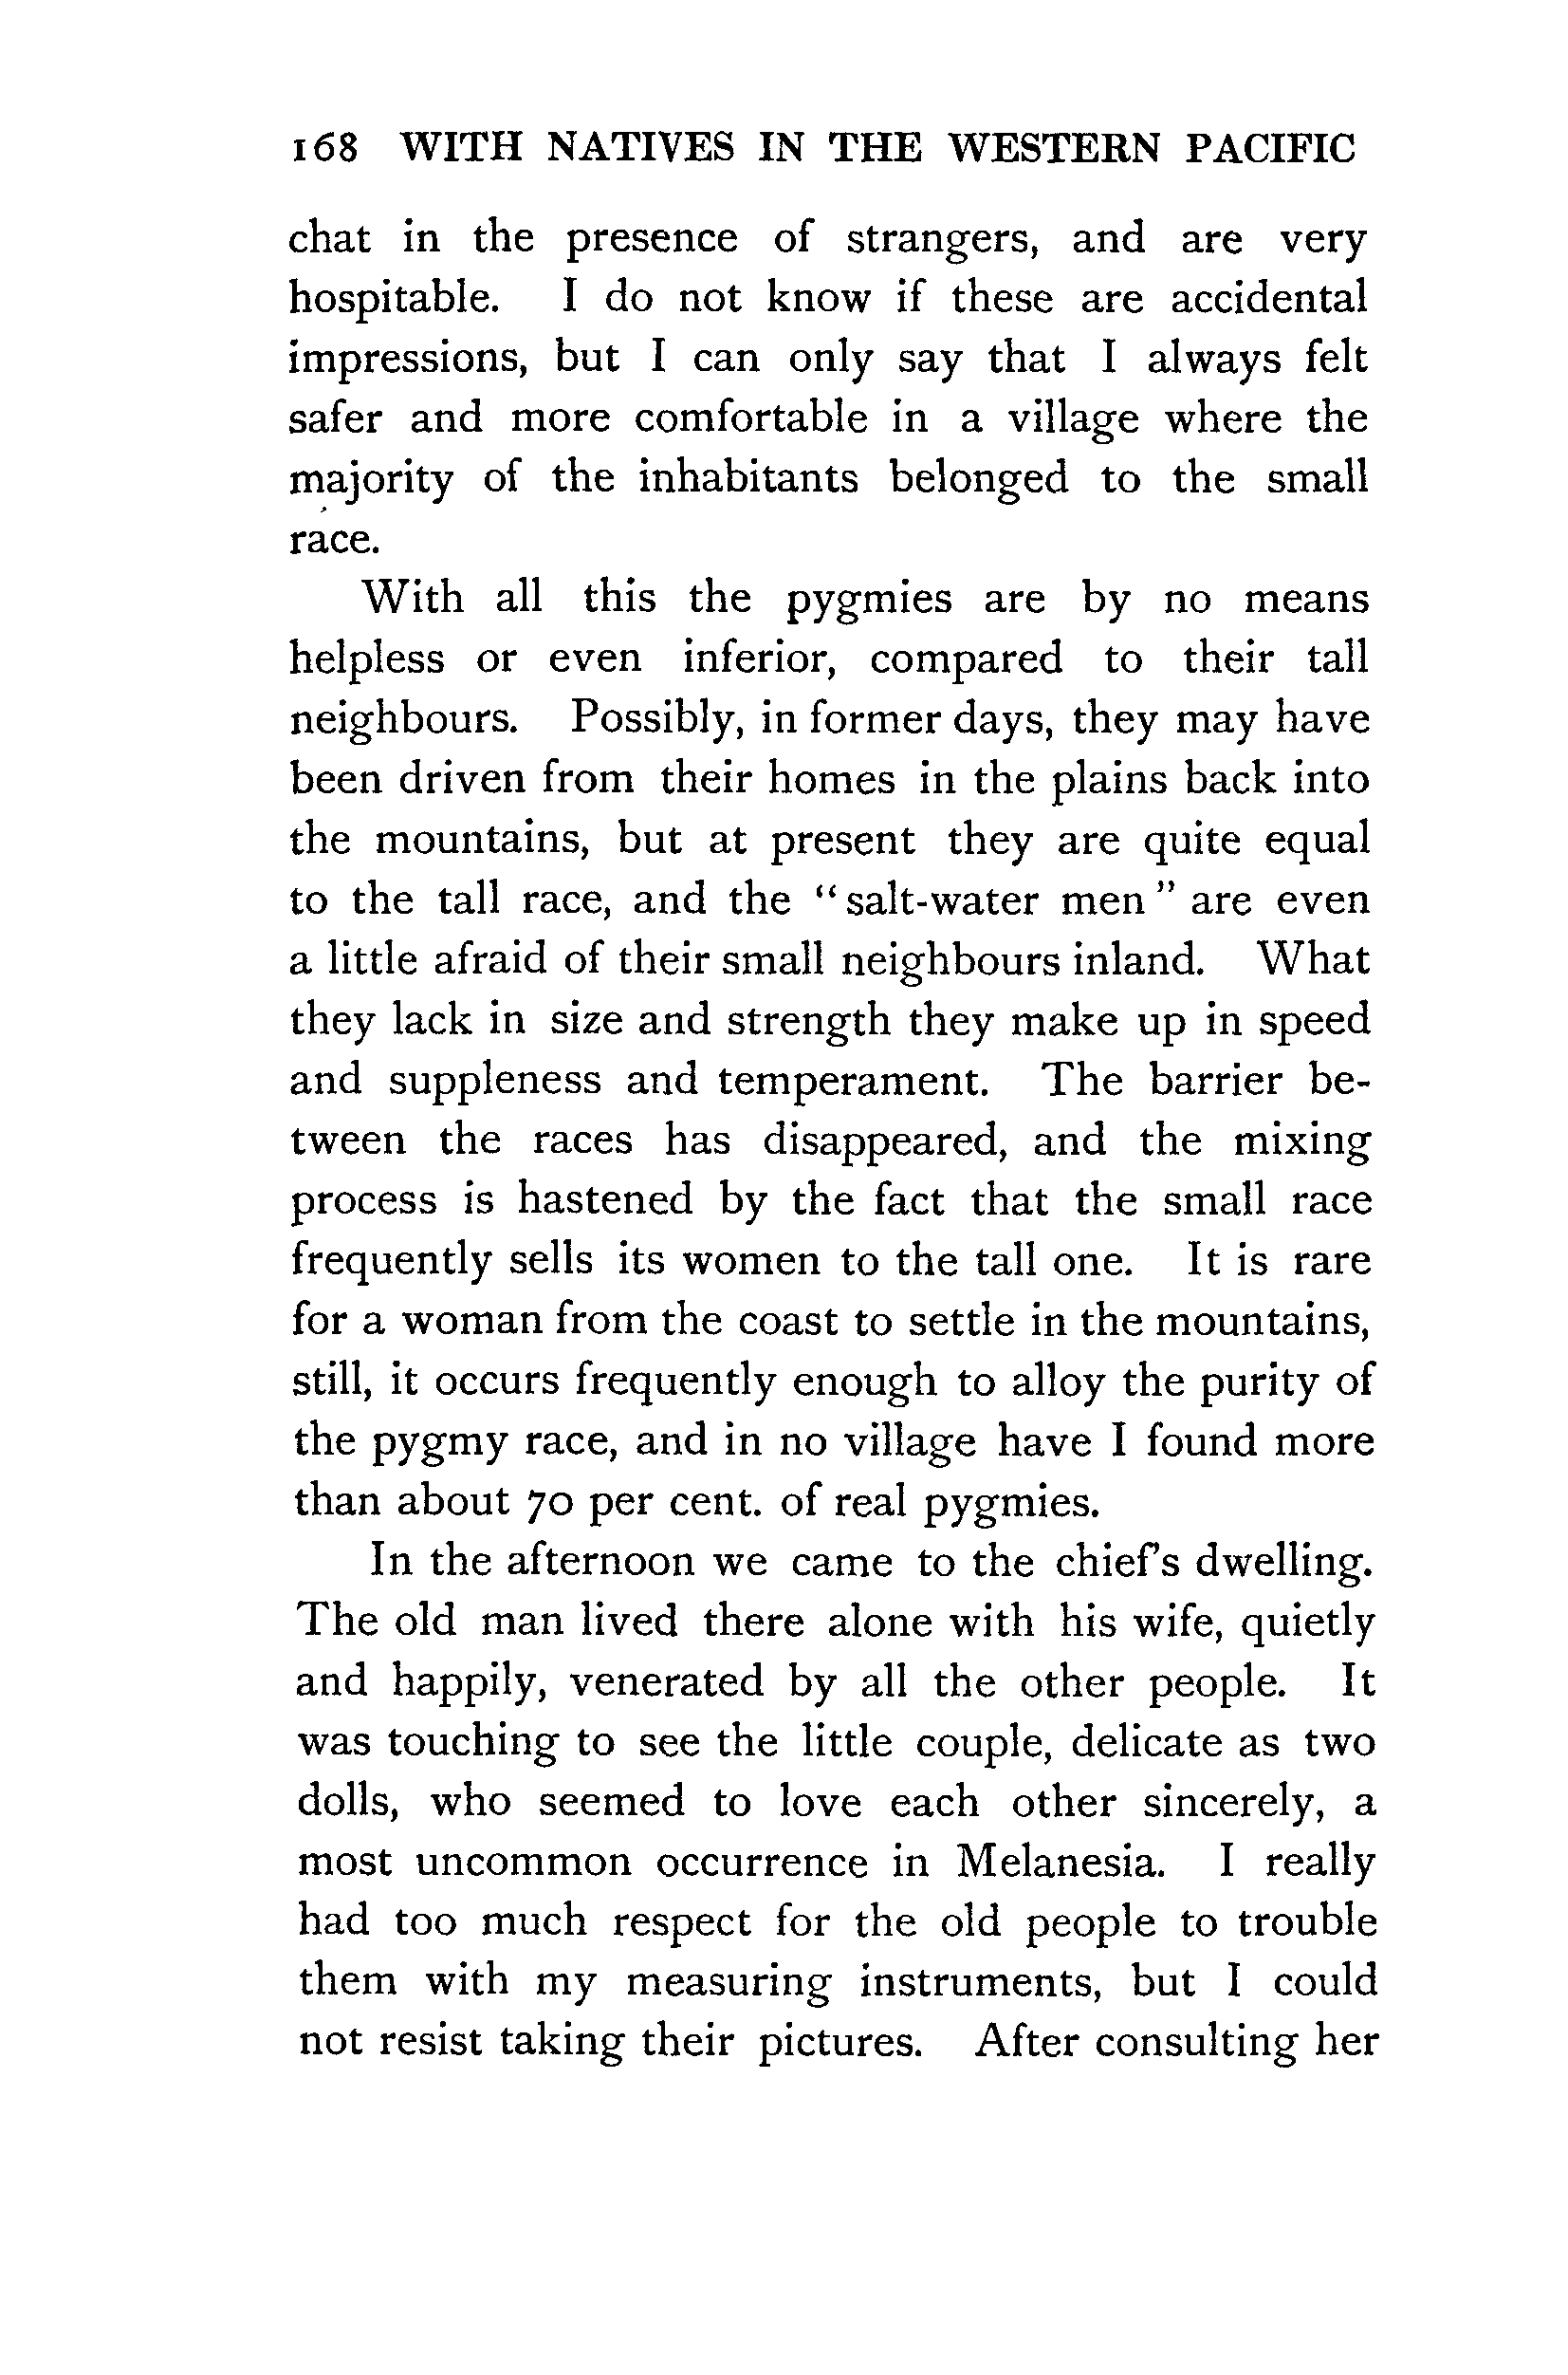 168 WITH NATIVES IN THE WESTERN PACIFIC
chat in the presence of strangers, and are very
hospitable. I do not know if these are accidental
impressions, but I can only say that I always felt
safer and more comfortable in a village where the
majority of the inhabitants belonged to the small
race.
With all this the pygmies are by no means
helpless or even inferior, compared to their tall
neighbours. Possibly, in former days, they may have
been driven from their homes in the plains back into
the mountains, but at present they are quite equal
to the tall race, and the “salt-water men” are even
a little afraid of their small neighbours inland. What
they lack in size and strength they make up in speed
and suppleness and temperament. The barrier be-
tween the races has disappeared, and the mixing
process is hastened by the fact that the small race
frequently sells its women to the tall one. It is rare
for a woman from the coast to settle in the mountains,
still, it occurs frequently enough to alloy the purity of
the pygmy race, and in no village have I found more
than about 70 per cent. of real pygmies.
In the afternoon we came to the chief's dwelling.
The old man lived there alone with his wife, quietly
and happily, venerated by all the other people. It
was touching to see the little couple, delicate as two
dolls, who seemed to love each other sincerely, a
most uncommon occurrence in Melanesia. I really
had too much respect for the old people to trouble
them with my measuring instruments, but I could
not resist taking their pictures. After consulting her